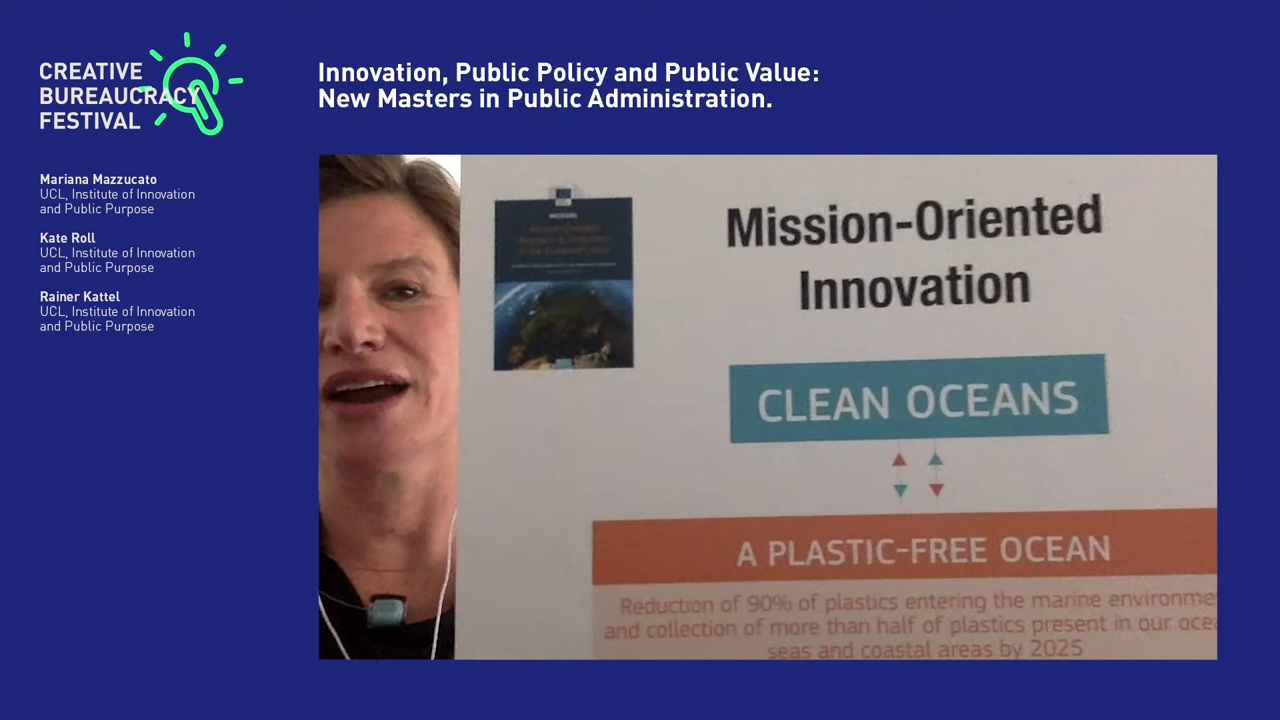 CREATIVE
BUREAUCRACY
FESTIVAL
Innovation, Public Policy and Public Value:
New Masters in Public Administration.
Mariana Mazzucato
UCL, Institute of Innovation
and Public Purpose
Kate Roll
UCL, Institute of Innovation
and Public Purpose
Rainer Kattel
UCL, Institute of Innovation
and Public Purpose
Mission-Oriented
Innovation
CLEAN OCEANS
A PLASTIC-FREE OCEAN
Reduction of 90% of plastics entering the marine
and collection of more than half of plastics present in our
seas and coastal areas by 2025